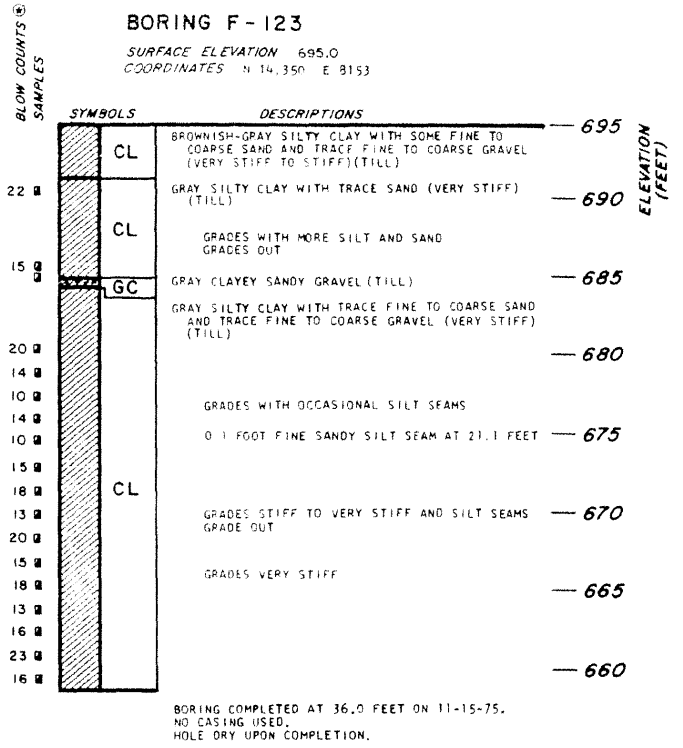 BORING F-123
SURFACE ELEVATION 695.0
COORDINATES N 14,350 E 8153
BLOW COUNTS ⊛
SAMPLES
SYMBOLS
DESCRIPTIONS
ELEVATION
(FEET)
695
CL
BROWNISH-GRAY SILTY CLAY WITH SOME FINE TO
COARSE SAND AND TRACE FINE TO COARSE GRAVEL
(VERY STIFF TO STIFF)(TILL)
22
GRAY SILTY CLAY WITH TRACE SAND (VERY STIFF)
(TILL)
690
CL
GRADES WITH MORE SILT AND SAND
GRADES OUT
15
685
GC
GRAY CLAYEY SANDY GRAVEL (TILL)
GRAY SILTY CLAY WITH TRACE FINE TO COARSE SAND
AND TRACE FINE TO COARSE GRAVEL (VERY STIFF)
(TILL)
20
680
14
10
GRADES WITH OCCASIONAL SILT SEAMS
14
10
0.1 FOOT FINE SANDY SILT SEAM AT 21.1 FEET
675
15
18
CL
13
GRADES STIFF TO VERY STIFF AND SILT SEAMS
GRADE OUT
670
20
15
GRADES VERY STIFF
18
665
13
16
23
660
16
BORING COMPLETED AT 36.0 FEET ON 11-15-75.
NO CASING USED.
HOLE DRY UPON COMPLETION.